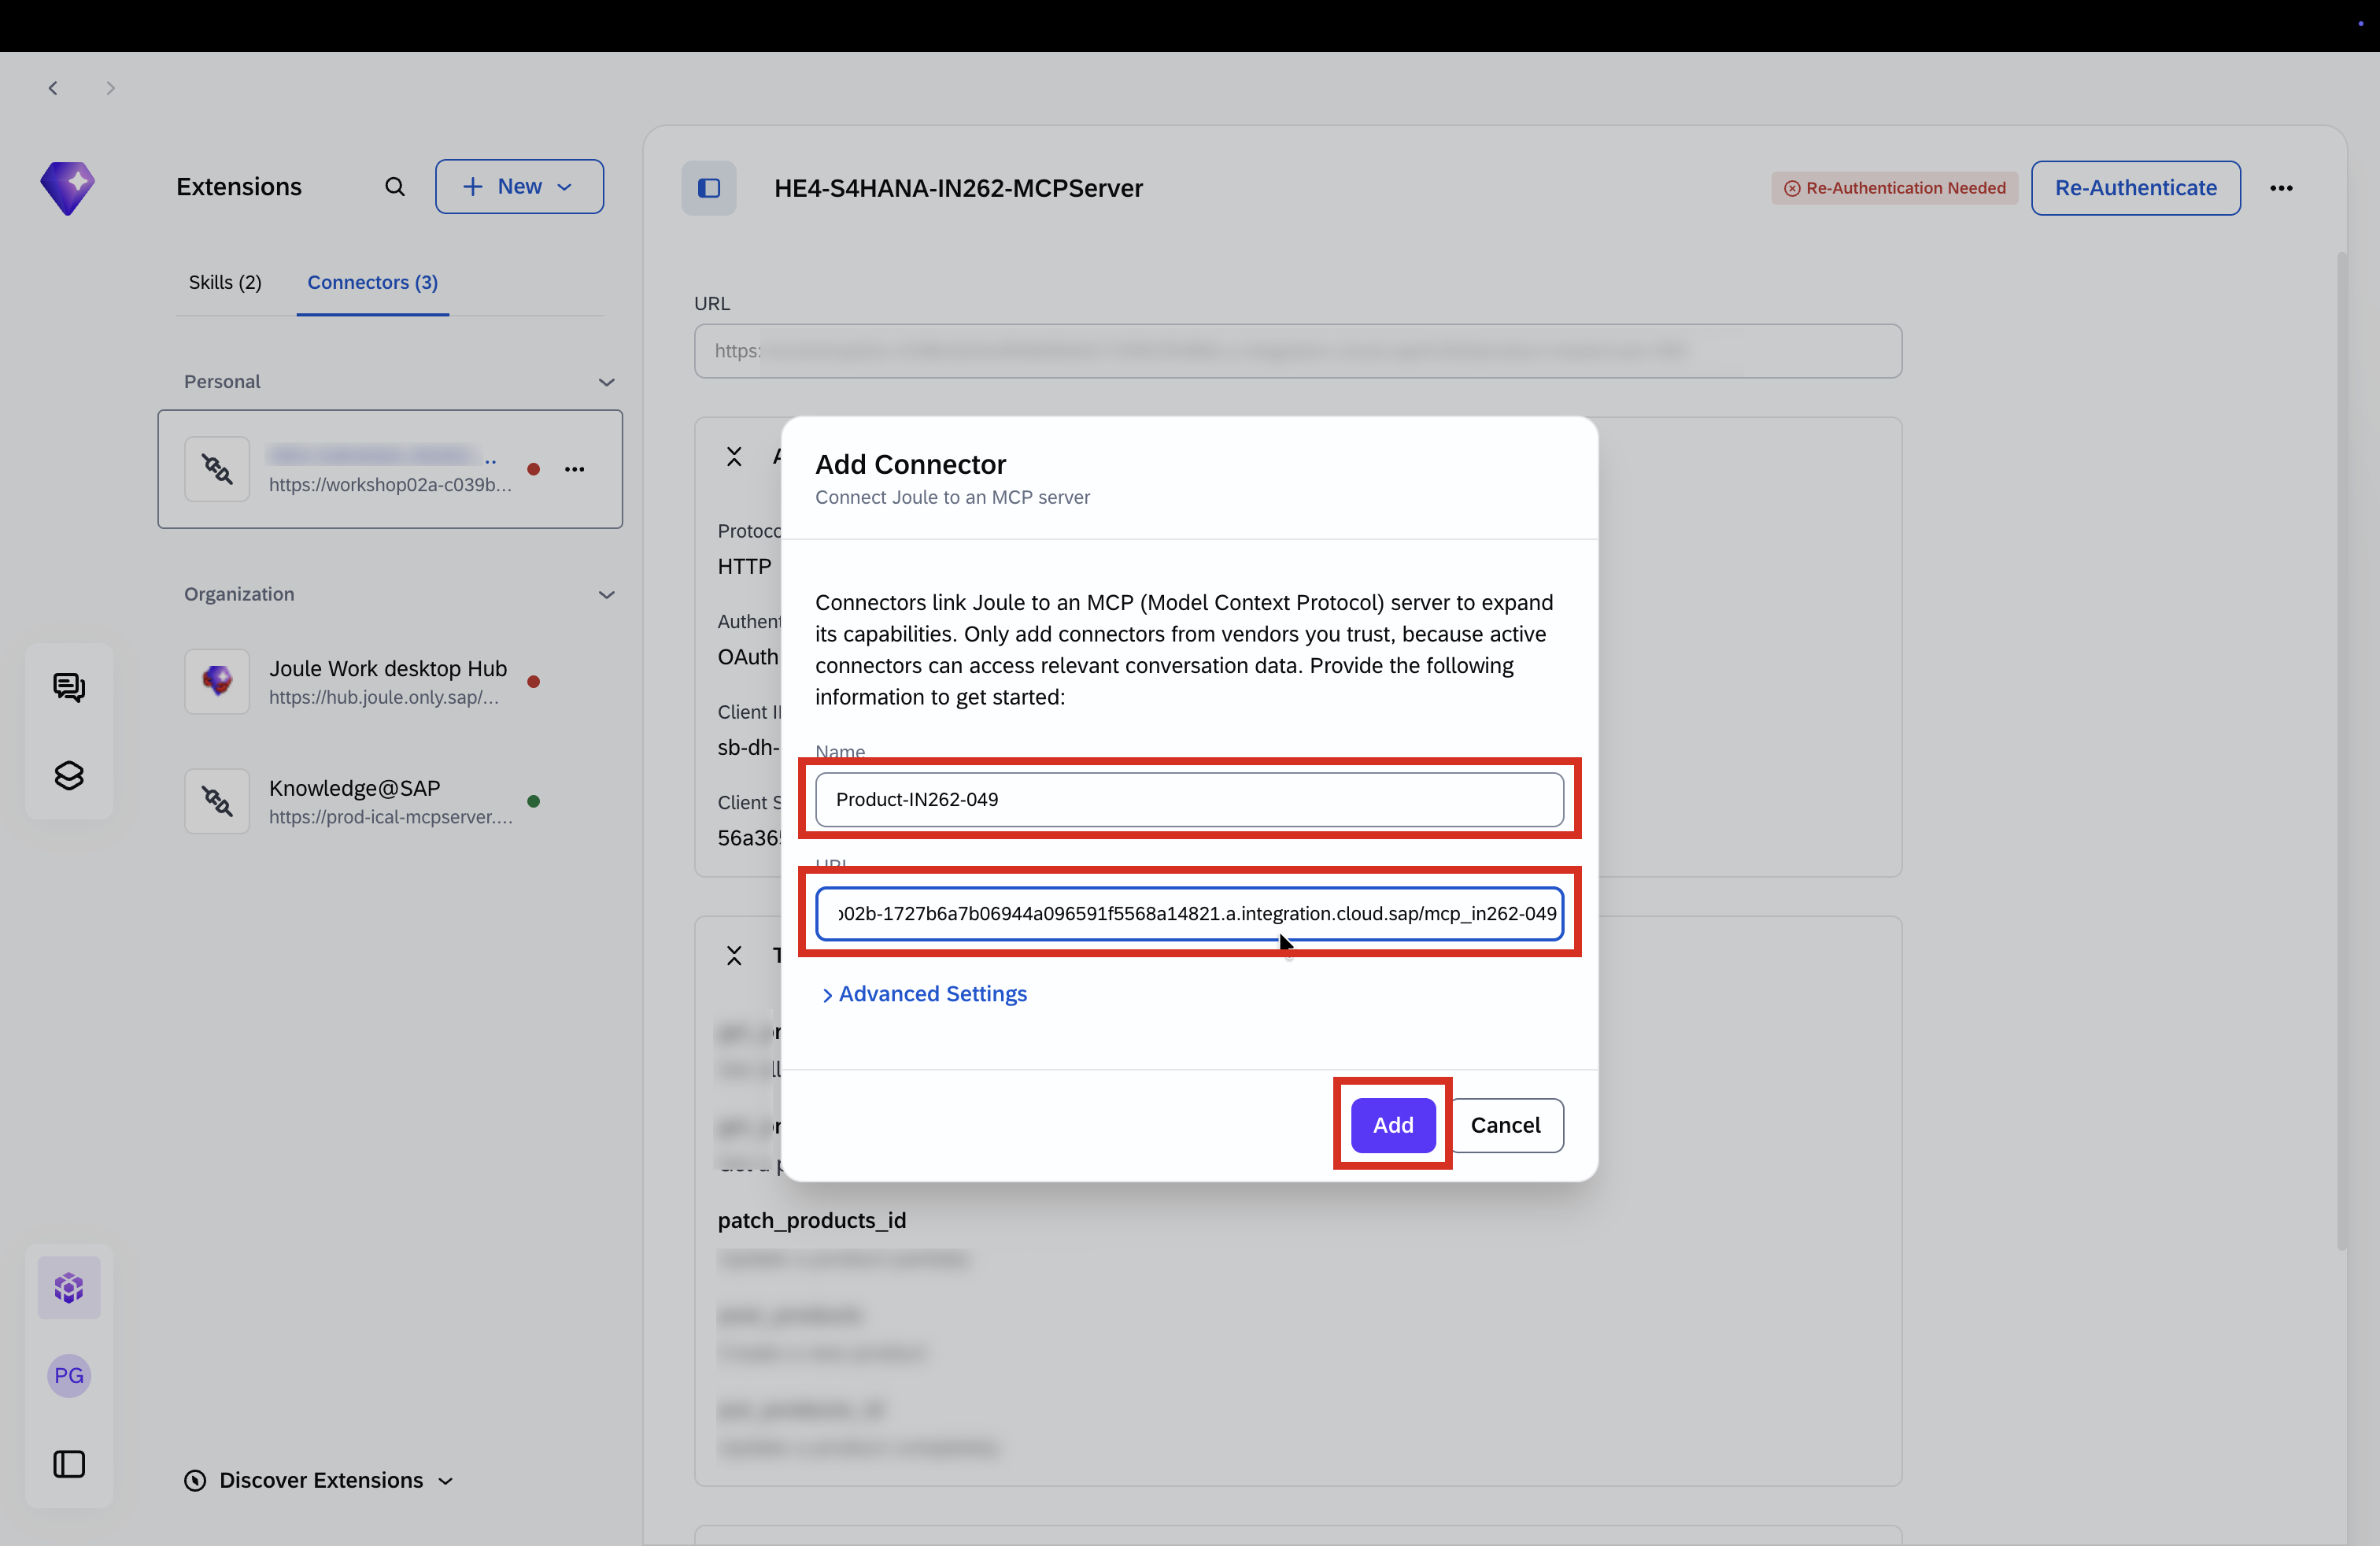 Extensions
New
Skills (2)
Connectors (3)
Personal
https://workshop02a-c039b...
Organization
Joule Work desktop Hub
https://hub.joule.only.sap/...
Knowledge@SAP
https://prod-ical-mcpserver....
PG
Discover Extensions
HE4-S4HANA-IN262-MCPServer
Re-Authentication Needed
Re-Authenticate
URL
https:
HTTP
OAuth
sb-dh-
Add Connector
Connect Joule to an MCP server
Connectors link Joule to an MCP (Model Context Protocol) server to expand
its capabilities. Only add connectors from vendors you trust, because active
connectors can access relevant conversation data. Provide the following
information to get started:
Name
Product-IN262-049
URL
02b-1727b6a7b06944a096591f5568a14821.a.integration.cloud.sap/mcp_in262-049
Advanced Settings
Add
Cancel
patch_products_id